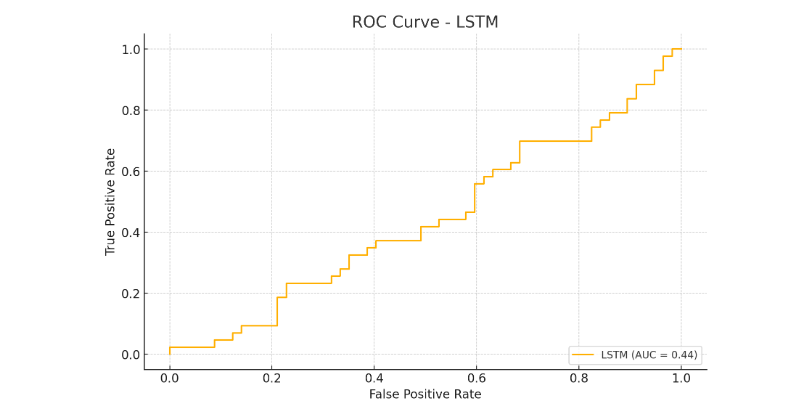 ROC Curve - LSTM
True Positive Rate
1.0
0.8
0.6
0.4
0.2
0.0
LSTM (AUC = 0.44)
0.0 0.2 0.4 0.6 0.8 1.0
False Positive Rate